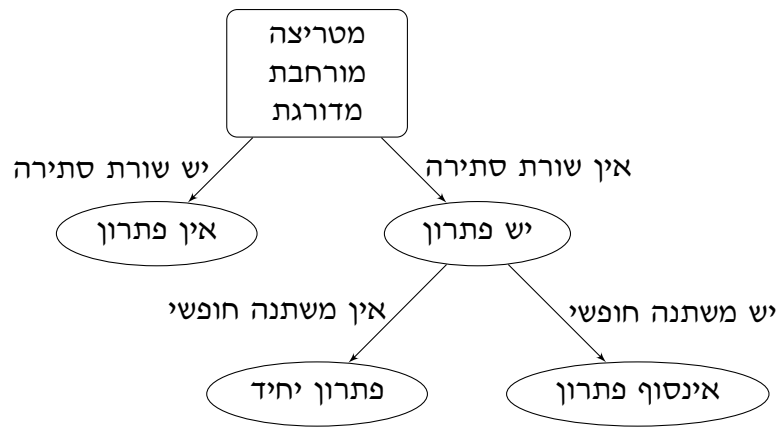 מטריצה
מורחבת
מדורגת
אין שורת סתירה
יש שורת סתירה
יש פתרון
אין פתרון
יש משתנה חופשי
אין משתנה חופשי
אינסוף פתרון
פתרון יחיד